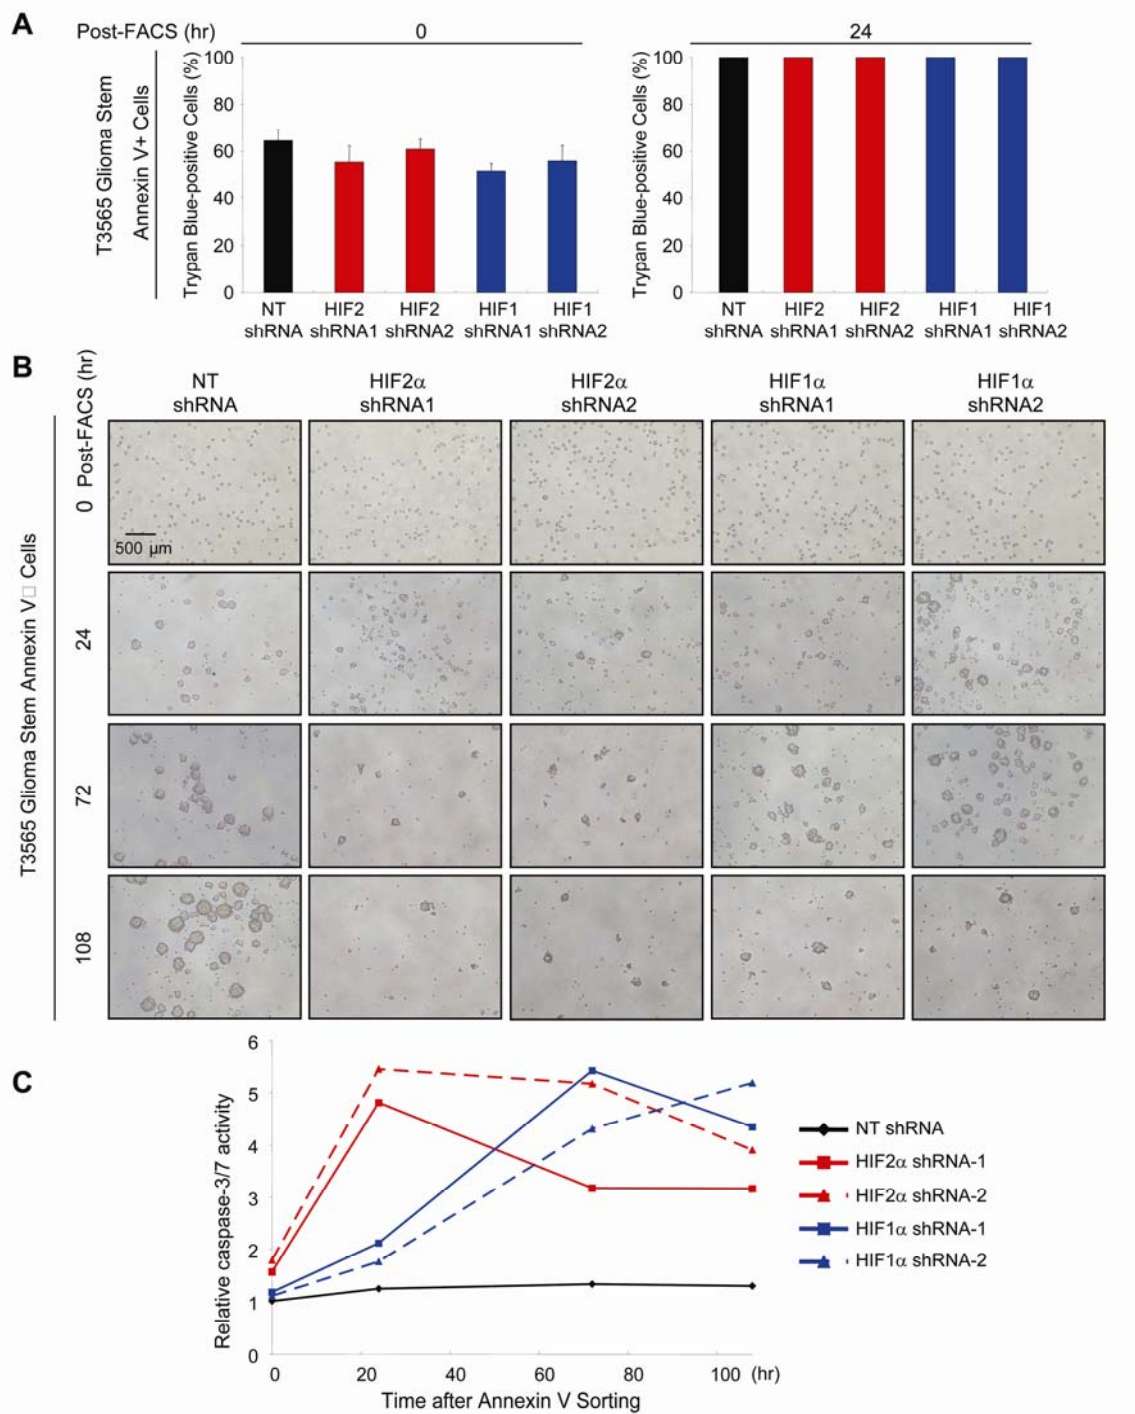 A
Post-FACS (hr)
0
24
T3565 Glioma Stem
Annexin V+ Cells
Trypan Blue-positive Cells (%)
100
80
60
40
20
0
NT
shRNA
HIF2
shRNA1
HIF2
shRNA2
HIF1
shRNA1
HIF1
shRNA2
Trypan Blue-positive Cells (%)
100
80
60
40
20
0
NT
shRNA
HIF2
shRNA1
HIF2
shRNA2
HIF1
shRNA1
HIF1
shRNA2
B
NT
shRNA
HIF2α
shRNA1
HIF2α
shRNA2
HIF1α
shRNA1
HIF1α
shRNA2
T3565 Glioma Stem Annexin V□ Cells
0 Post-FACS (hr)
500 μm
24
72
108
C
Relative caspase-3/7 activity
6
5
4
3
2
1
0
0 20 40 60 80 100 (hr)
Time after Annexin V Sorting
NT shRNA
HIF2α shRNA-1
HIF2α shRNA-2
HIF1α shRNA-1
HIF1α shRNA-2